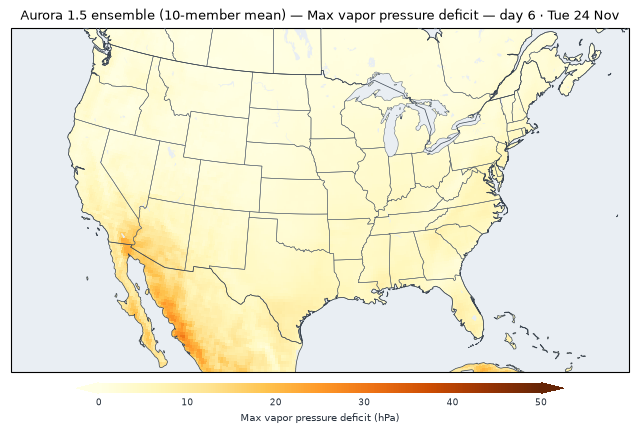 Aurora 1.5 ensemble (10-member mean) — Max vapor pressure deficit — day 6 · Tue 24 Nov
0 10 20 30 40 50
Max vapor pressure deficit (hPa)